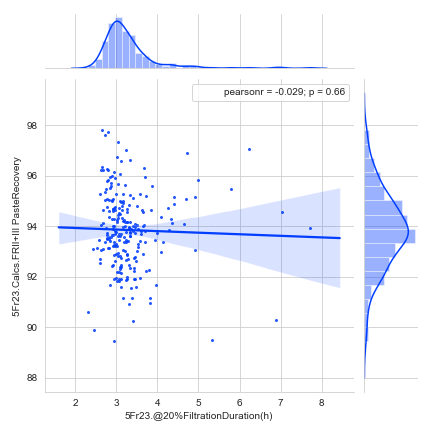 pearsonr = -0.029; p = 0.66
98
96
94
92
90
88
5Fr23.Calcs.FRII+III PasteRecovery
2 3 4 5 6 7 8
5Fr23.@20%FiltrationDuration(h)